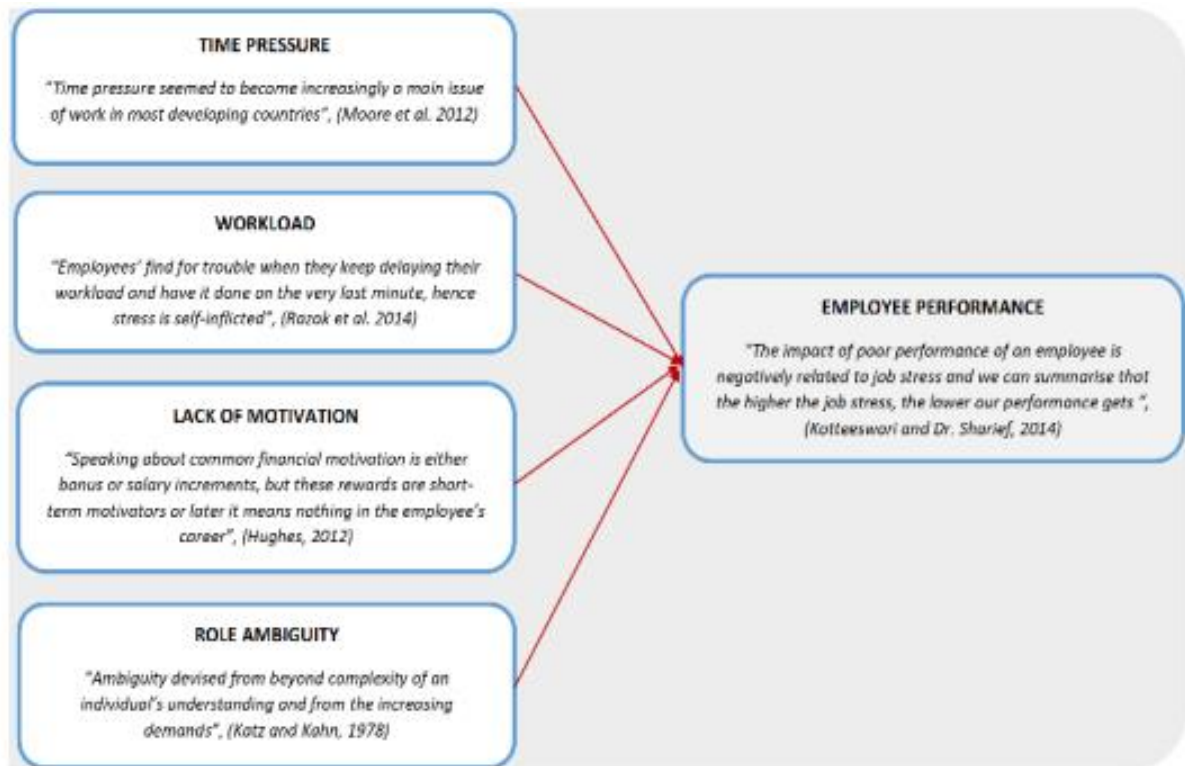 TIME PRESSURE
"Time pressure seemed to become increasingly a main issue
of work in most developing countries", (Moore et al. 2012)
WORKLOAD
"Employees' find for trouble when they keep delaying their
workload and have it done on the very last minute, hence
stress is self-inflicted", (Razak et al. 2014)
LACK OF MOTIVATION
"Speaking about common financial motivation is either
bonus or salary increments, but these rewards are short-
term motivators or later it means nothing in the employee's
career", (Hughes, 2012)
ROLE AMBIGUITY
"Ambiguity devised from beyond complexity of an
individual's understanding and from the increasing
demands", (Katz and Kahn, 1978)
EMPLOYEE PERFORMANCE
"The impact of poor performance of an employee is
negatively related to job stress and we can summarise that
the higher the job stress, the lower our performance gets ",
(Kotteeswari and Dr. Sharief, 2014)